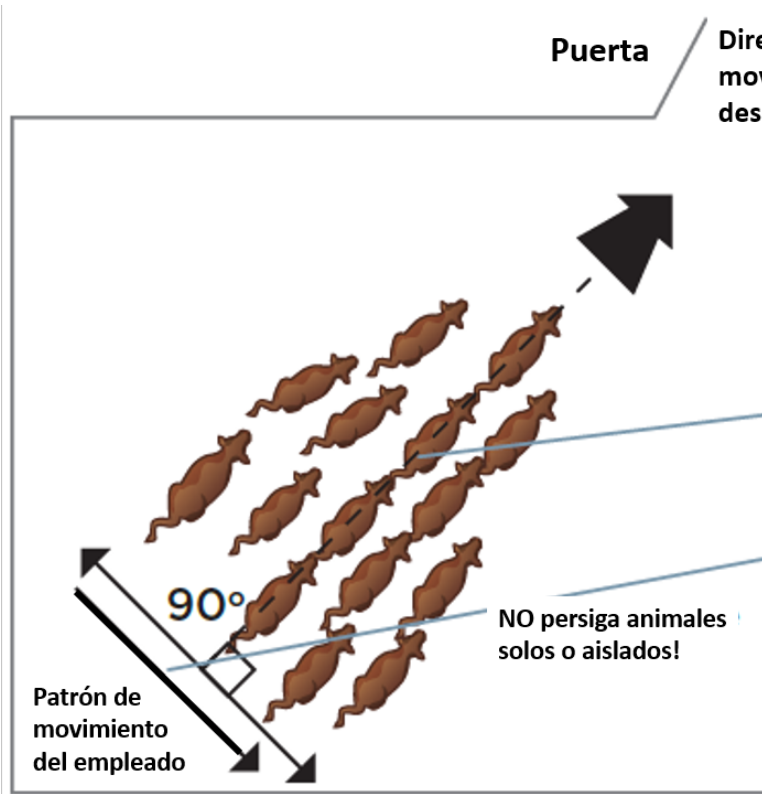 Puerta
90°
NO persiga animales
solos o aislados!
Patrón de
movimiento
del empleado